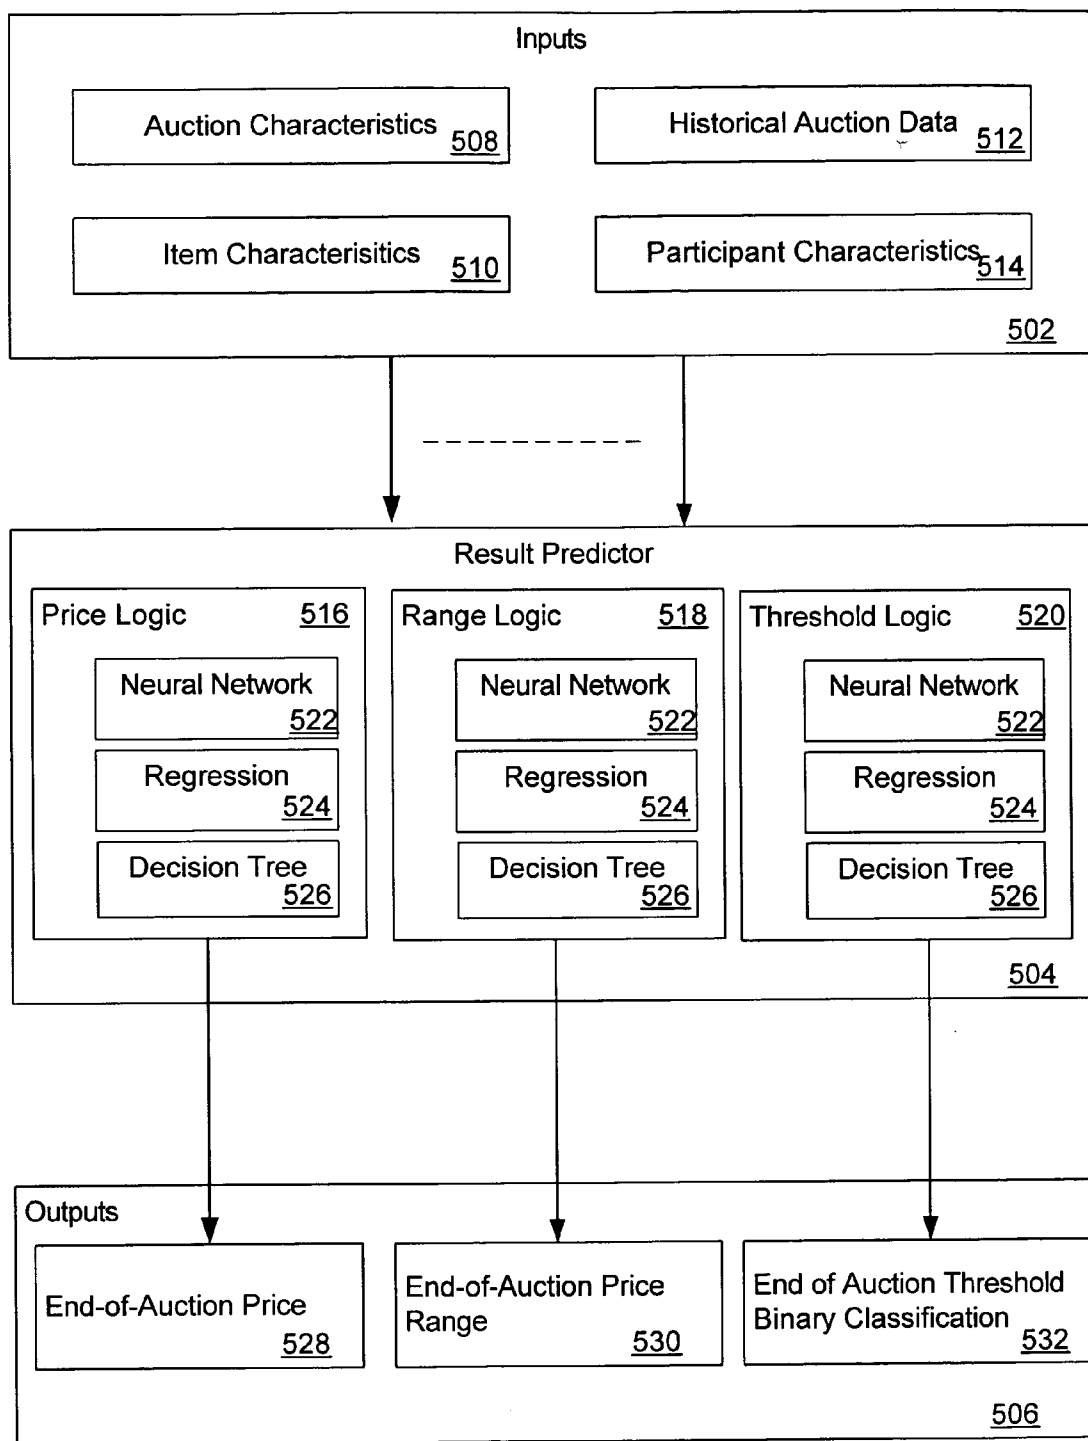 Inputs
Auction Characteristics 508
Historical Auction Data 512
Item Characterisitics 510
Participant Characteristics 514
502
Result Predictor
Price Logic 516
Neural Network
522
Regression
524
Decision Tree
526
Range Logic 518
Neural Network
522
Regression
524
Decision Tree
526
Threshold Logic 520
Neural Network
522
Regression
524
Decision Tree
526
504
Outputs
End-of-Auction Price
528
End-of-Auction Price
Range
530
End of Auction Threshold
Binary Classification
532
506